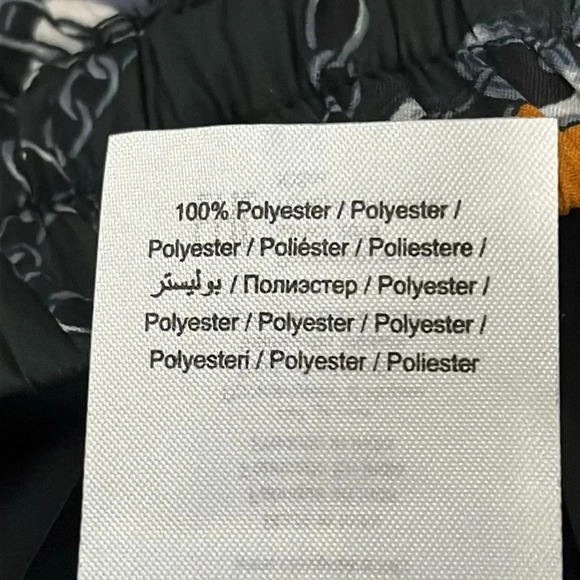 100% Polyester / Polyester /
Polyester / Poliéster / Poliestere /
بوليستر / Полиэстер / Polyester /
Polyester / Polyester / Polyester /
Polyesteri / Polyester / Poliester